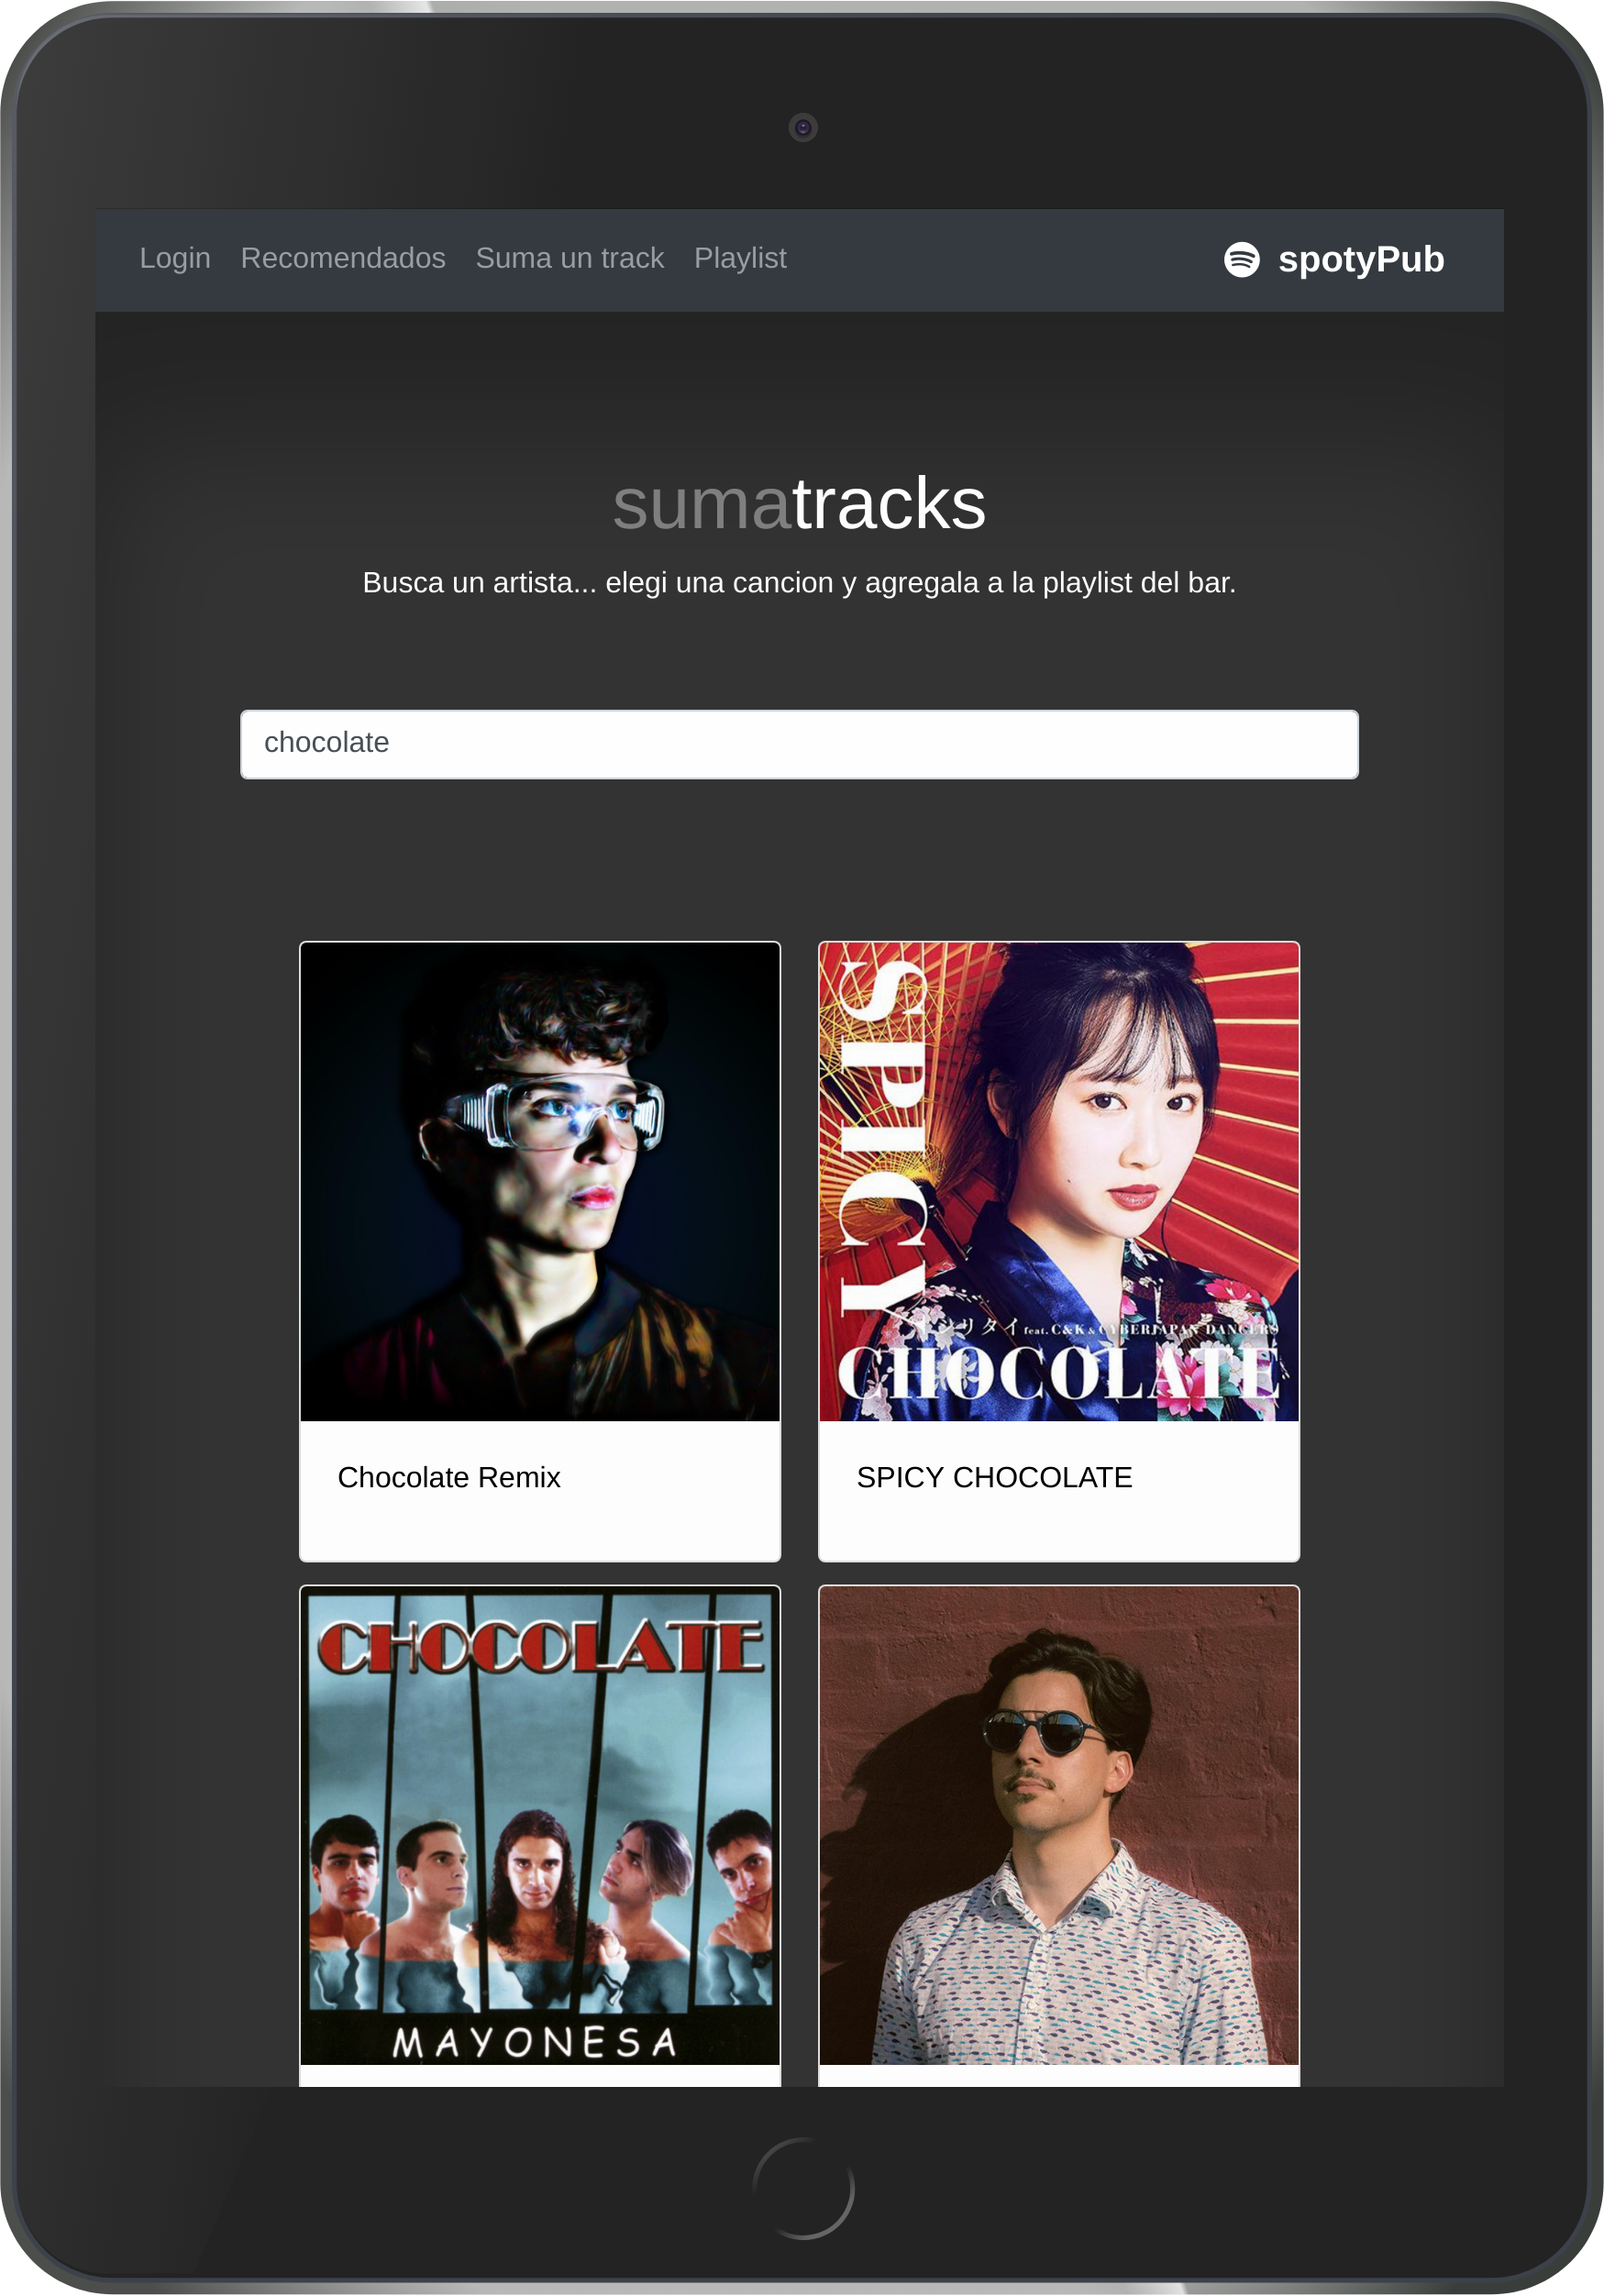 Login Recomendados Suma un track Playlist spotyPub
sumatracks
Busca un artista... elegi una cancion y agregala a la playlist del bar.
chocolate
SPICY
feat. C&K & CYBERJAPAN DANCERS
CHOCOLATE
Chocolate Remix
SPICY CHOCOLATE
CHOCOLATE
MAYONESA